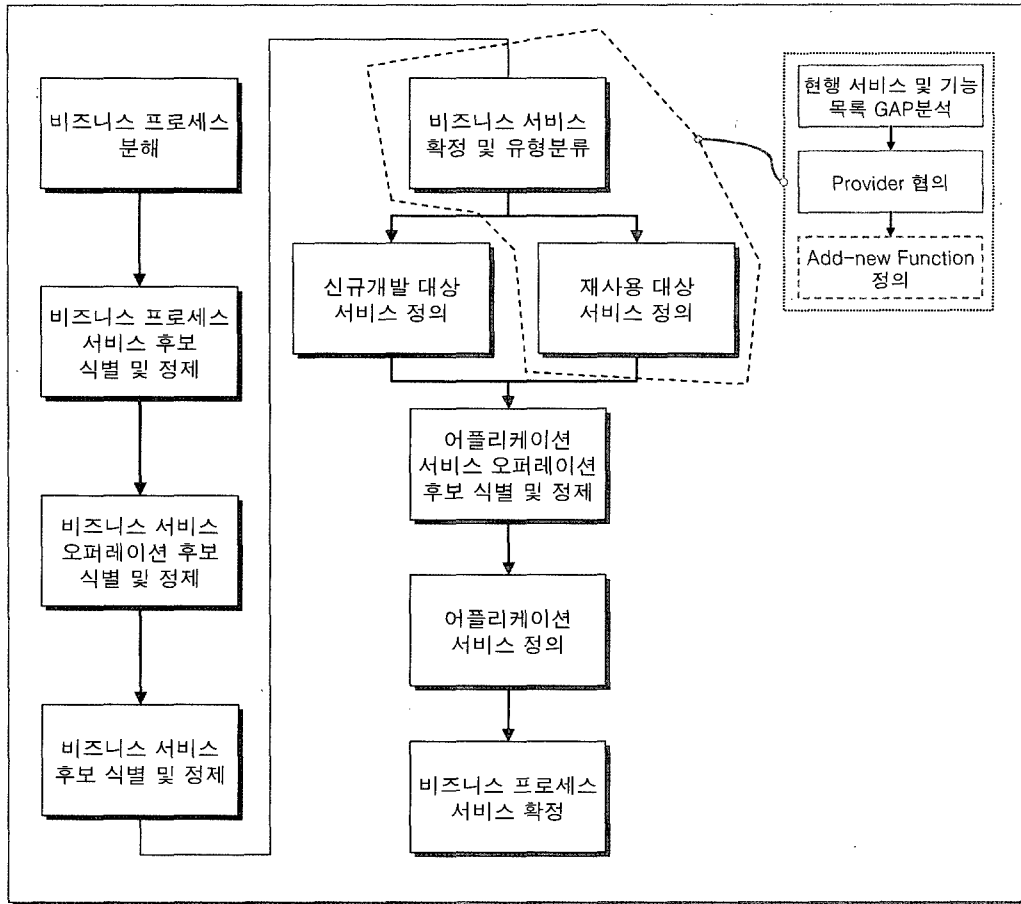 비즈니스 프로세스
분해
비즈니스 프로세스
서비스 후보
식별 및 정제
비즈니스 서비스
오퍼레이션 후보
식별 및 정제
비즈니스 서비스
후보 식별 및 정제
비즈니스 서비스
확정 및 유형분류
신규개발 대상
서비스 정의
재사용 대상
서비스 정의
어플리케이션
서비스 오퍼레이션
후보 식별 및 정제
어플리케이션
서비스 정의
비즈니스 프로세스
서비스 확정
현행 서비스 및 기능
목록 GAP분석
Provider 협의
Add-new Function
정의